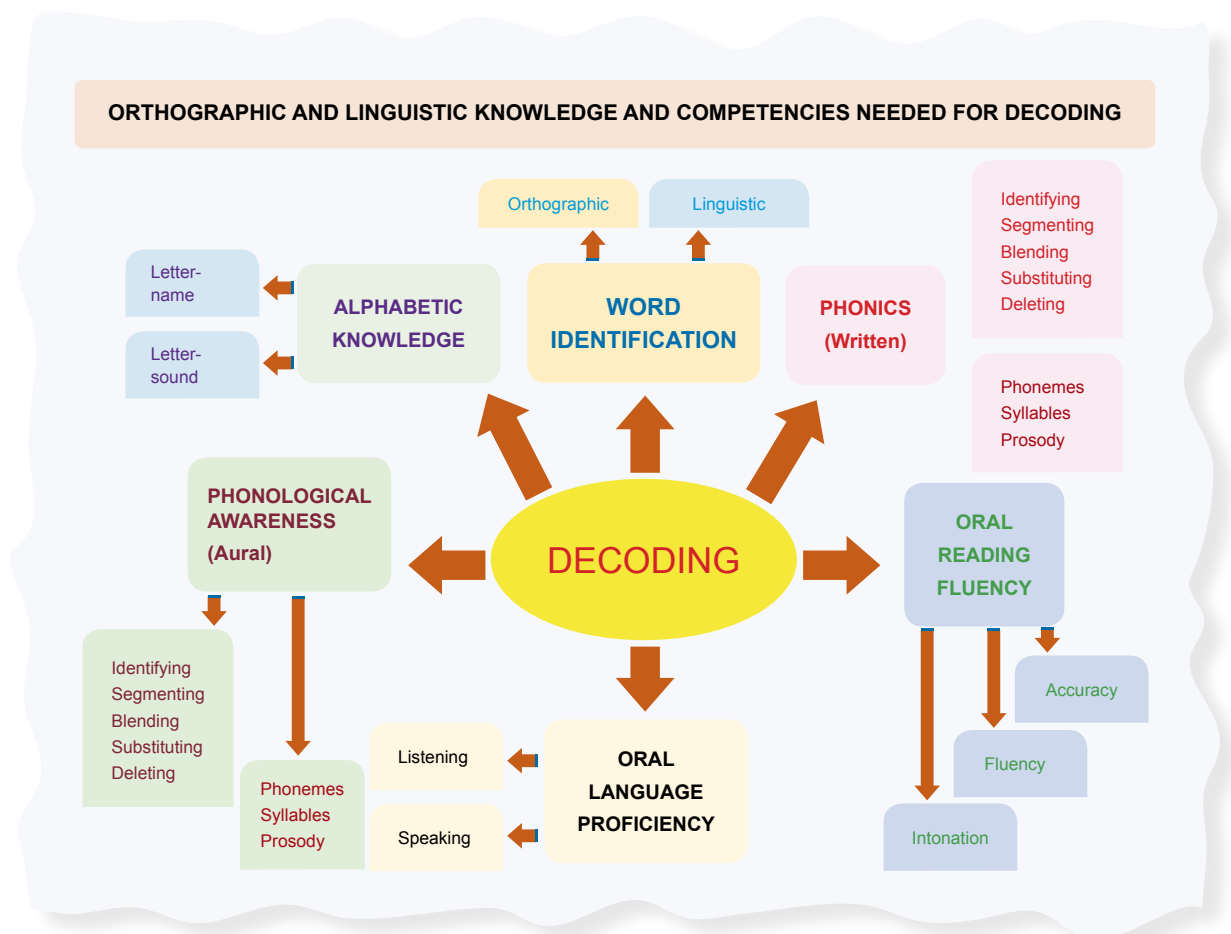 ORTHOGRAPHIC AND LINGUISTIC KNOWLEDGE AND COMPETENCIES NEEDED FOR DECODING
Orthographic
Linguistic
Letter-
name
Letter-
sound
ALPHABETIC
KNOWLEDGE
WORD
IDENTIFICATION
PHONICS
(Written)
Identifying
Segmenting
Blending
Substituting
Deleting
Phonemes
Syllables
Prosody
PHONOLOGICAL
AWARENESS
(Aural)
DECODING
ORAL
READING
FLUENCY
Identifying
Segmenting
Blending
Substituting
Deleting
Phonemes
Syllables
Prosody
Listening
Speaking
ORAL
LANGUAGE
PROFICIENCY
Accuracy
Fluency
Intonation